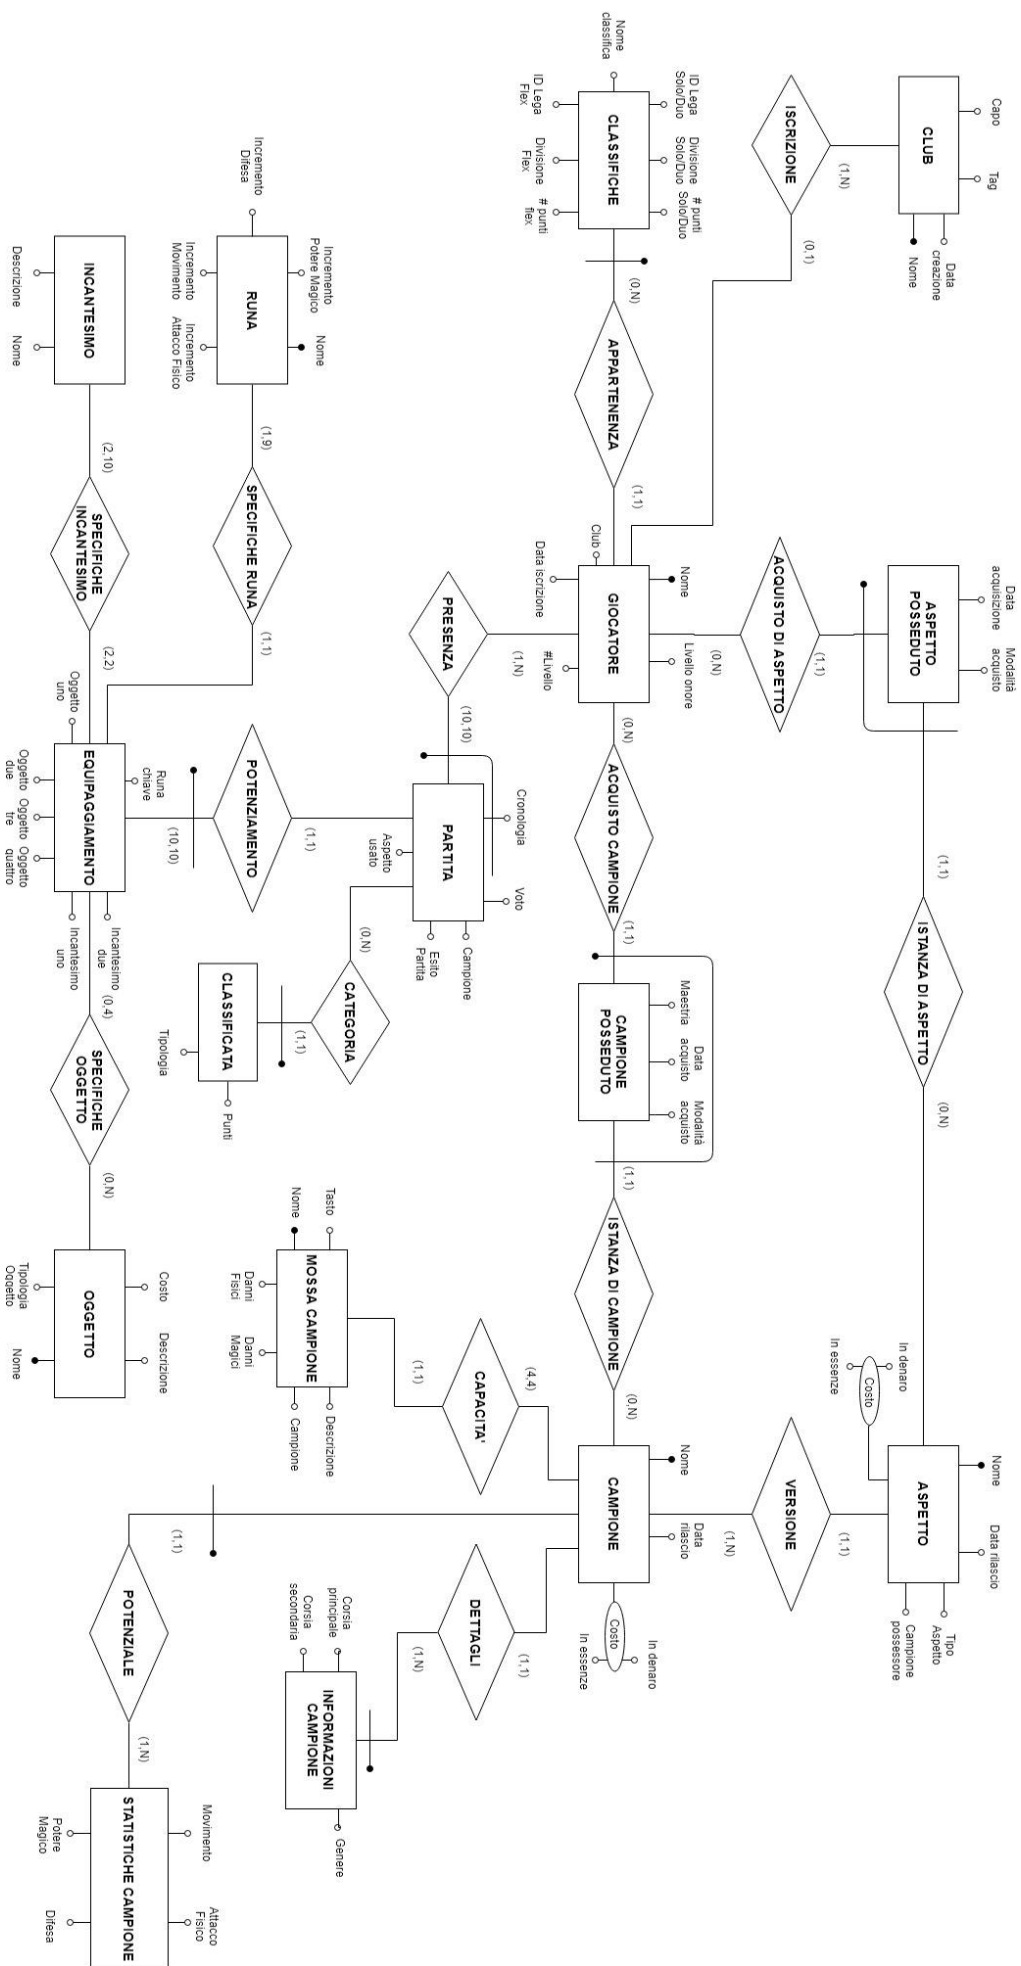 Capo
Tag
CLUB
Data
creazione
Nome
(1,N)
ISCRIZIONE
(0,1)
Nome
classifica
ID Lega
Solo/Duo
Divisione
Solo/Duo
# punti
Solo/Duo
CLASSIFICHE
ID Lega
Flex
Divisione
Flex
# punti
flex
(0,N)
APPARTENENZA
(1,1)
Incremento
Difesa
Incremento
Potere Magico
Nome
RUNA
Incremento
Movimento
Incremento
Attacco Fisico
(1,9)
SPECIFICHE RUNA
(1,1)
INCANTESIMO
Descrizione
Nome
(2,10)
SPECIFICHE
INCANTESIMO
(2,2)
Data
acquisizione
Modalità
acquisto
ASPETTO
POSSEDUTO
(1,1)
ACQUISTO DI ASPETTO
(0,N)
Nome
Livello onore
GIOCATORE
Club
Data iscrizione
#Livello
(1,N)
PRESENZA
(10,10)
(0,N)
ACQUISTO CAMPIONE
(1,1)
Cronologia
Voto
PARTITA
Aspetto
usato
Campione
Esito
Partita
(1,1)
POTENZIAMENTO
(10,10)
Runa
chiave
Oggetto
uno
EQUIPAGGIAMENTO
Oggetto
due
Oggetto
tre
Oggetto
quattro
Incantesimo
due
Incantesimo
uno
(0,N)
CATEGORIA
(1,1)
CLASSIFICATA
Tipologia
Punti
(0,4)
SPECIFICHE
OGGETTO
(0,N)
Costo
Descrizione
OGGETTO
Tipologia
Oggetto
Nome
(1,1)
ISTANZA DI ASPETTO
(0,N)
CAMPIONE
POSSEDUTO
Maestria
Data
acquisto
Modalità
acquisto
(1,1)
ISTANZA DI CAMPIONE
(0,N)
Tasto
Nome
MOSSA CAMPIONE
Danni
Fisici
Danni
Magici
Descrizione
Campione
(1,1)
CAPACITA'
(4,4)
In denaro
Costo
In essenze
Nome
Data rilascio
ASPETTO
Tipo
Aspetto
Campione
possessore
(1,1)
VERSIONE
(1,N)
Nome
Data
rilascio
CAMPIONE
In denaro
Costo
In essenze
(1,1)
DETTAGLI
(1,N)
Corsia
principale
Corsia
secondaria
INFORMAZIONI
CAMPIONE
Genere
(1,1)
POTENZIALE
(1,N)
Movimento
Attacco
Fisico
STATISTICHE CAMPIONE
Potere
Magico
Difesa